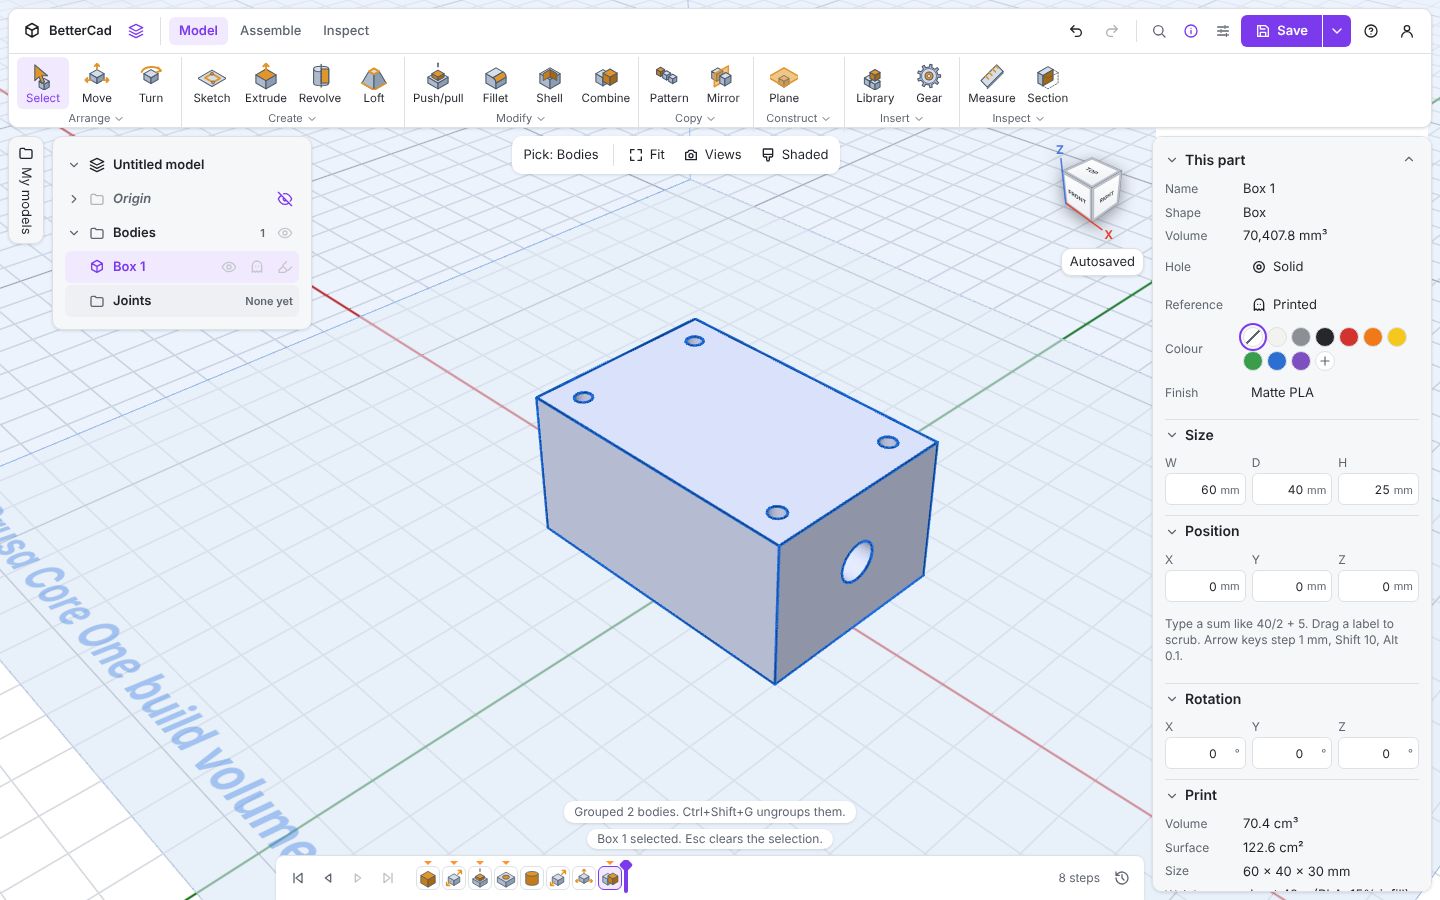 BetterCad
Model
Assemble
Inspect
Save
Select
Move
Turn
Arrange
Sketch
Extrude
Revolve
Loft
Create
Push/pull
Fillet
Shell
Combine
Modify
Pattern
Mirror
Copy
Plane
Construct
Library
Gear
Insert
Measure
Section
Inspect
My models
Untitled model
Origin
Bodies 1
Box 1
Joints None yet
Pick: Bodies
Fit
Views
Shaded
Z
TOP
FRONT
RIGHT
X
Autosaved
This part
Name Box 1
Shape Box
Volume 70,407.8 mm³
Hole Solid
Reference Printed
Colour
Finish Matte PLA
Size
W D H
60 mm 40 mm 25 mm
Position
X Y Z
0 mm 0 mm 0 mm
Type a sum like 40/2 + 5. Drag a label to
scrub. Arrow keys step 1 mm, Shift 10, Alt
0.1.
Rotation
X Y Z
0 ° 0 ° 0 °
Print
Volume 70.4 cm³
Surface 122.6 cm²
Size 60 × 40 × 30 mm
Core One build volume
Grouped 2 bodies. Ctrl+Shift+G ungroups them.
Box 1 selected. Esc clears the selection.
8 steps